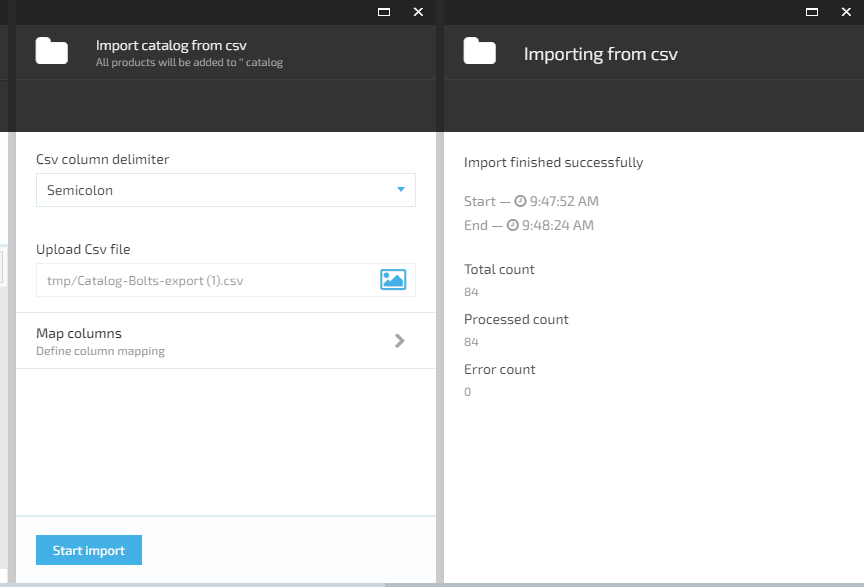 Import catalog from csv
All products will be added to '' catalog
Csv column delimiter
Semicolon
Upload Csv file
tmp/Catalog-Bolts-export (1).csv
Map columns
Define column mapping
Start import
Importing from csv
Import finished successfully
Start — 9:47:52 AM
End — 9:48:24 AM
Total count
84
Processed count
84
Error count
0